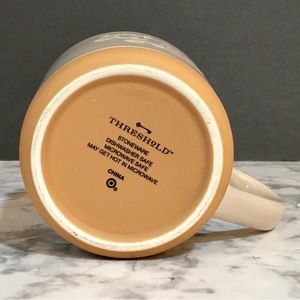 THRESHOLD™
STONEWARE
DISHWASHER SAFE
MICROWAVE SAFE
MAY GET HOT IN MICROWAVE
CHINA